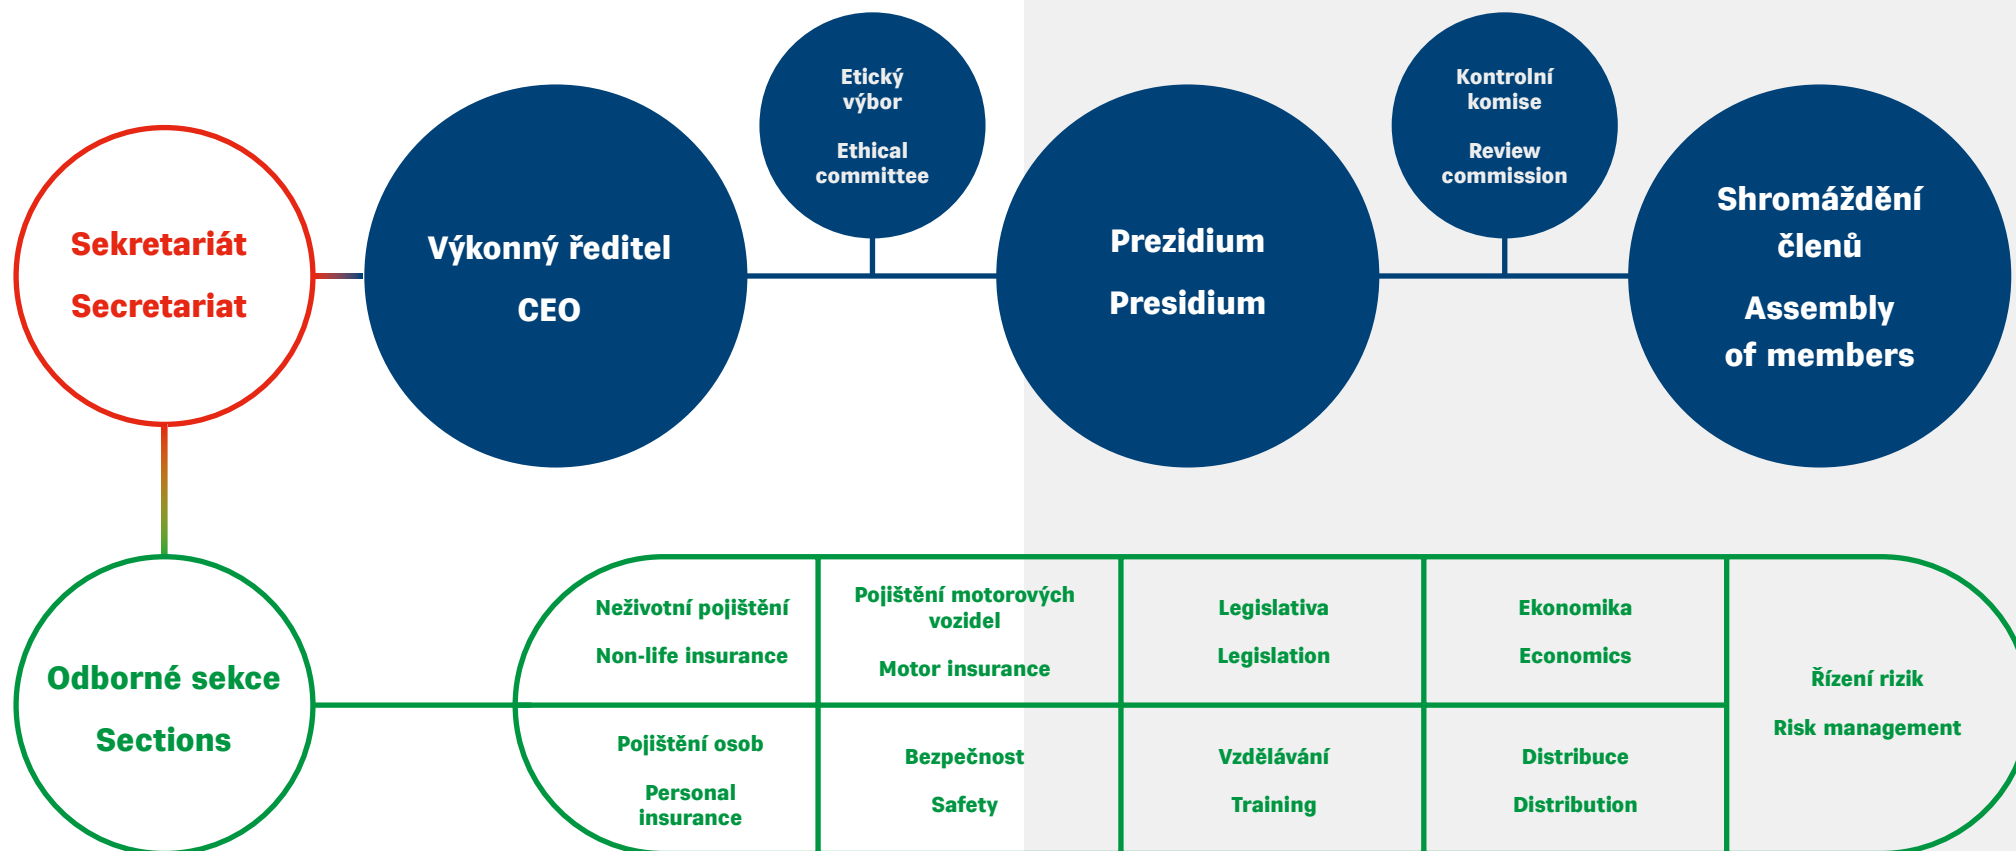 Sekretariát
Secretariat
Výkonný ředitel
CEO
Etický
výbor
Ethical
committee
Prezidium
Presidium
Kontrolní
komise
Review
commission
Shromáždění
členů
Assembly
of members
Odborné sekce
Sections
Neživotní pojištění
Non-life insurance
Pojištění motorových
vozidel
Motor insurance
Legislativa
Legislation
Ekonomika
Economics
Řízení rizik
Risk management
Pojištění osob
Personal
insurance
Bezpečnost
Safety
Vzdělávání
Training
Distribuce
Distribution